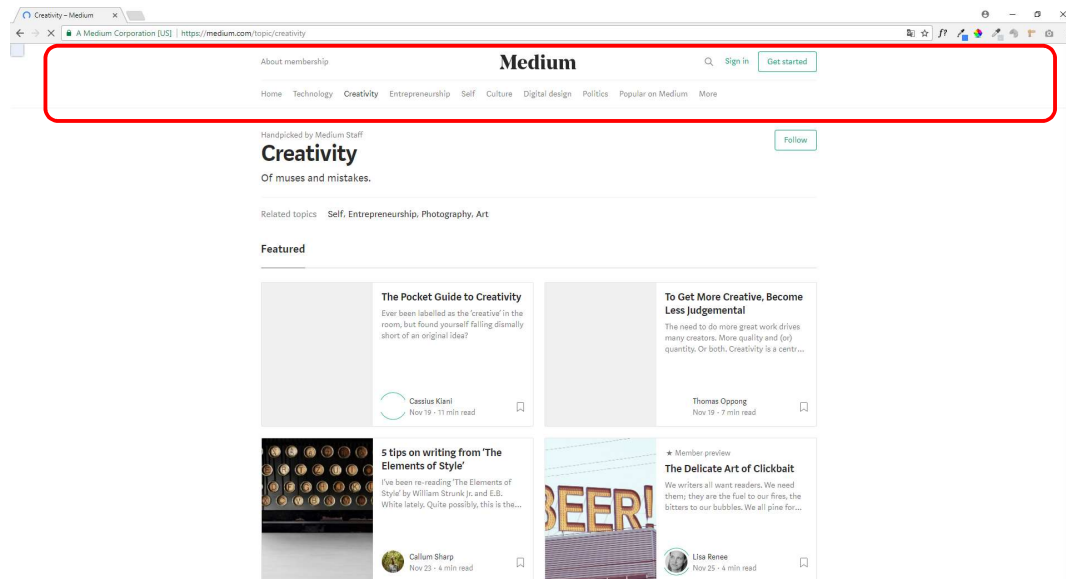 Creativity – Medium
A Medium Corporation [US] | https://medium.com/topic/creativity
About membership Medium Sign in Get started
Home Technology Creativity Entrepreneurship Self Culture Digital design Politics Popular on Medium More
Handpicked by Medium Staff
Creativity
Follow
Of muses and mistakes.
Related topics Self, Entrepreneurship, Photography, Art
Featured
The Pocket Guide to Creativity
Ever been labelled as the 'creative' in the
room, but found yourself falling dismally
short of an original idea?
Cassius Kiani
Nov 19 · 11 min read
To Get More Creative, Become
Less Judgemental
The need to do more great work drives
many creators. More quality and (or)
quantity. Or both. Creativity is a centr...
Thomas Oppong
Nov 19 · 7 min read
5 tips on writing from 'The
Elements of Style'
I've been re-reading 'The Elements of
Style' by William Strunk Jr. and E.B.
White lately. Quite possibly, this is the...
Callum Sharp
Nov 23 · 4 min read
BEER!
★ Member preview
The Delicate Art of Clickbait
We writers all want readers. We need
them; they are the fuel to our fires, the
bitters to our bubbles. We all pine for...
Lisa Renee
Nov 25 · 4 min read